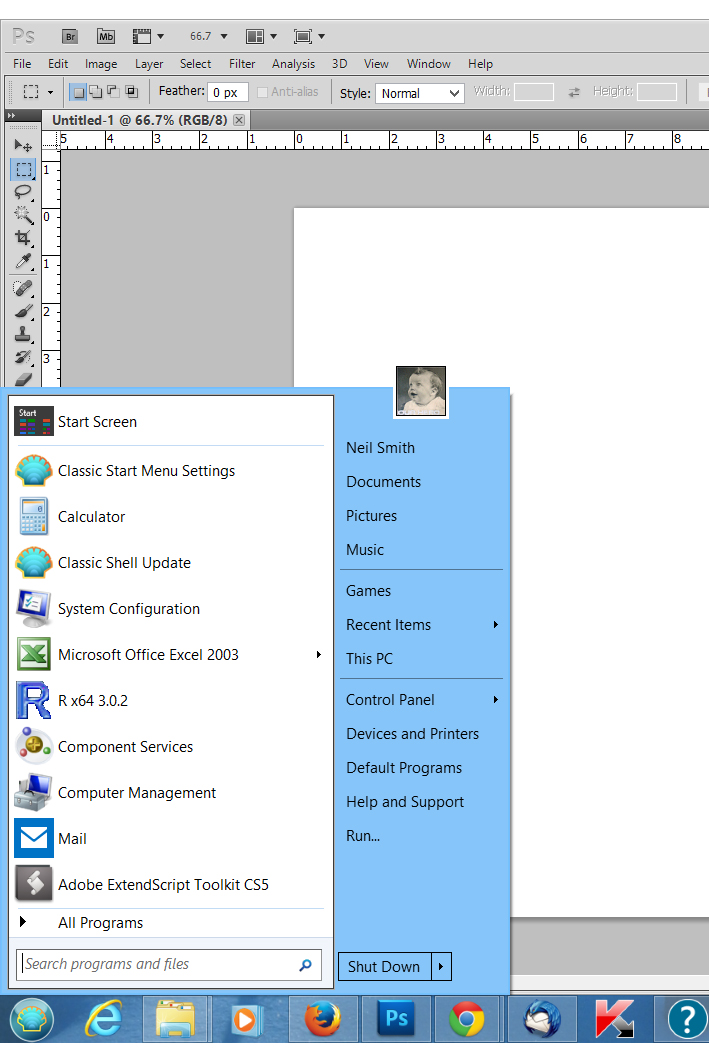 Ps Br Mb 66.7
File Edit Image Layer Select Filter Analysis 3D View Window Help
Feather: 0 px Anti-alias Style: Normal Width: Height:
Untitled-1 @ 66.7% (RGB/8)
5 4 3 2 1 0 1 2 3 4 5 6 7 8
1
0
1
2
3
Start
Start Screen
Classic Start Menu Settings
Calculator
Classic Shell Update
System Configuration
Microsoft Office Excel 2003
R x64 3.0.2
Component Services
Computer Management
Mail
Adobe ExtendScript Toolkit CS5
All Programs
Search programs and files
Neil Smith
Documents
Pictures
Music
Games
Recent Items
This PC
Control Panel
Devices and Printers
Default Programs
Help and Support
Run...
Shut Down
Ps
?